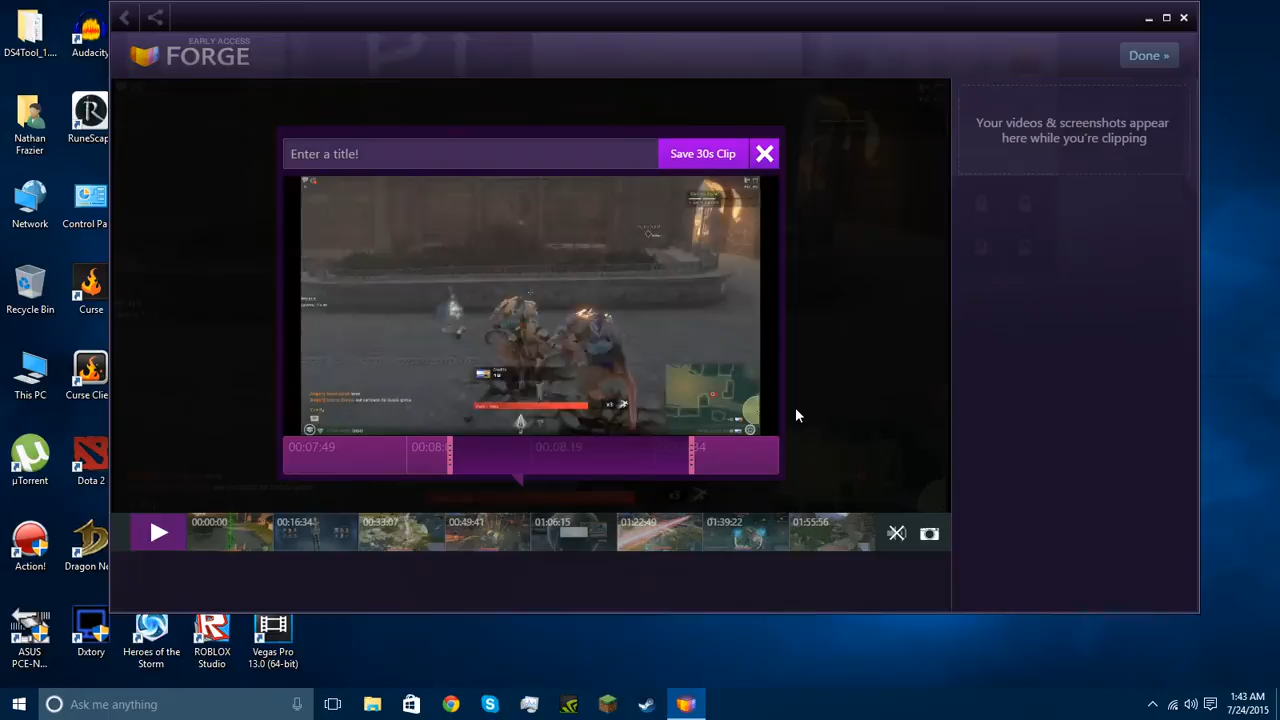 DS4Tool_1....
Audacity
EARLY ACCESS
FORGE
Done »
Nathan
Frazier
RuneScap
Enter a title!
Save 30s Clip
Your videos & screenshots appear
here while you're clipping
Network
Control Pa
Recycle Bin
Curse
This PC
Curse Clie
00:07:49
00:08:
00:08:19
34
µTorrent
Dota 2
00:00:00
00:16:34
00:33:07
00:49:41
01:06:15
01:22:49
01:39:22
01:55:56
Action!
Dragon Ne
ASUS
PCE-N...
Dxtory
Heroes of the
Storm
ROBLOX
Studio
Vegas Pro
13.0 (64-bit)
Ask me anything
1:43 AM
7/24/2015